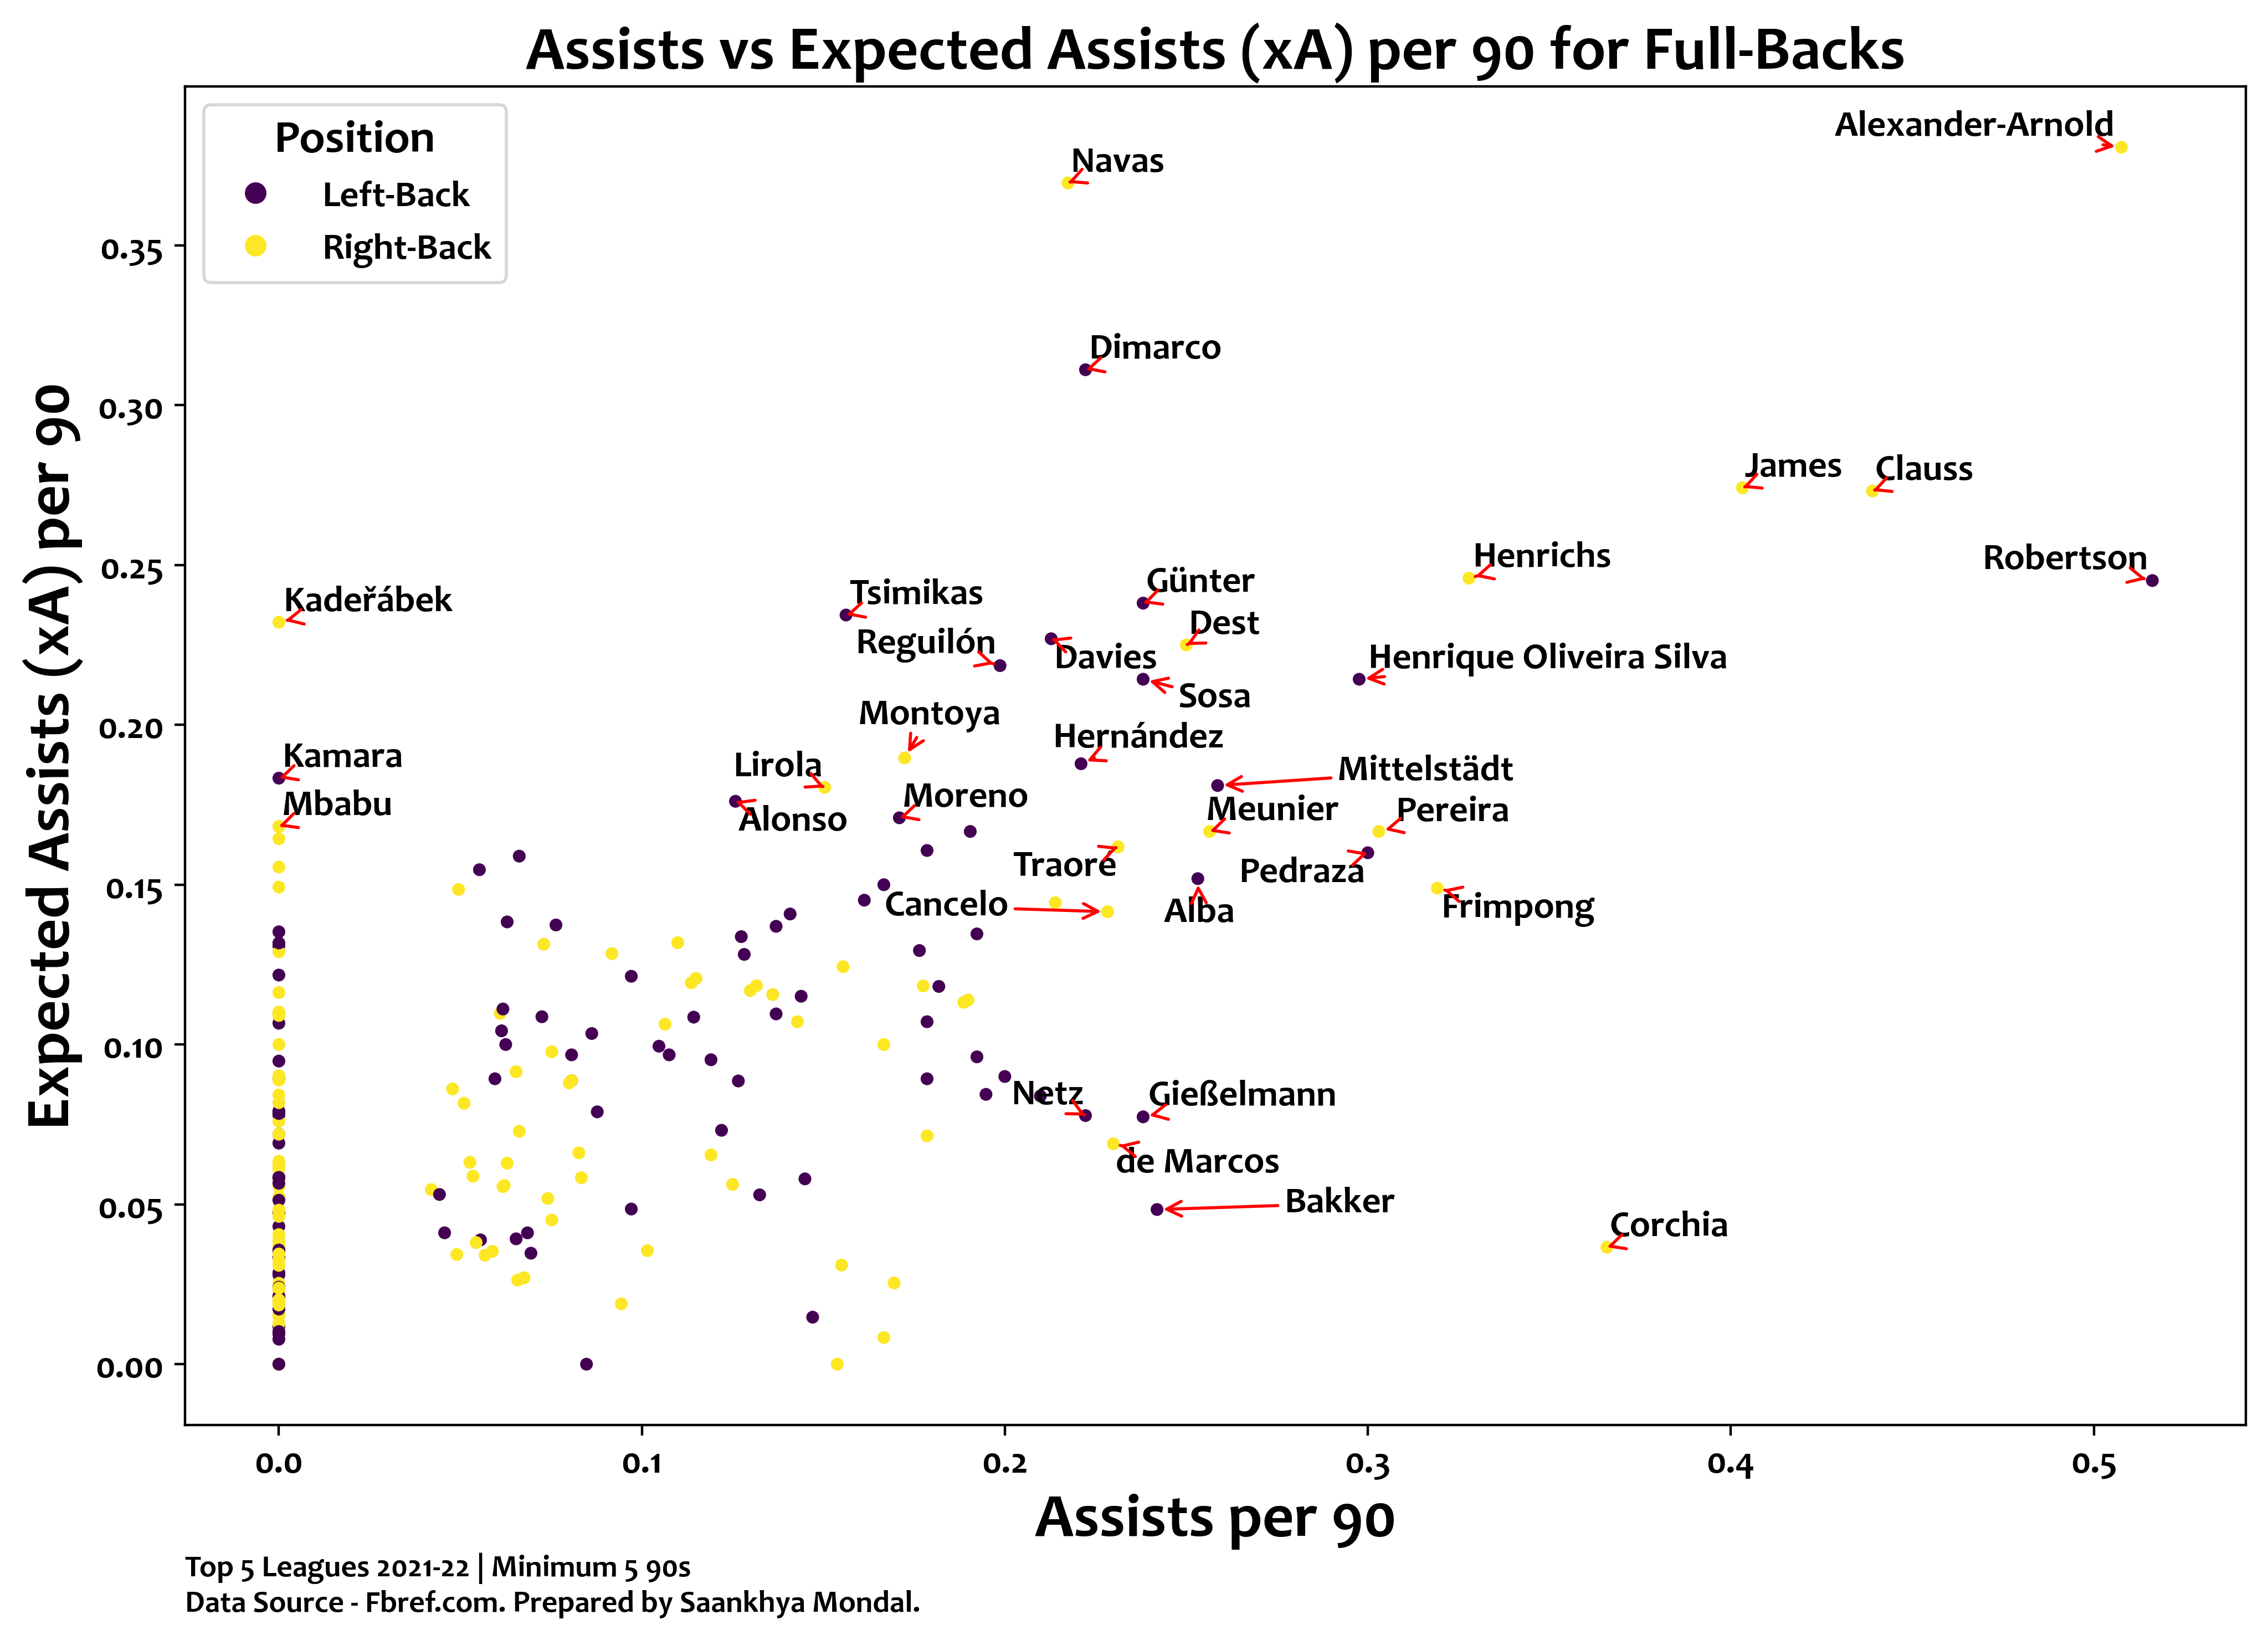 Assists vs Expected Assists (xA) per 90 for Full-Backs
Position
Left-Back
Right-Back
Alexander-Arnold
Navas
Dimarco
James
Clauss
Henrichs
Robertson
Kadeřábek
Tsimikas
Günter
Dest
Reguilón
Davies
Henrique Oliveira Silva
Sosa
Montoya
Hernández
Kamara
Lirola
Mittelstädt
Mbabu
Moreno
Alonso
Meunier
Pereira
Traoré
Pedraza
Cancelo
Alba
Frimpong
Netz
Gießelmann
de Marcos
Bakker
Corchia
Expected Assists (xA) per 90
0.35
0.30
0.25
0.20
0.15
0.10
0.05
0.00
0.0 0.1 0.2 0.3 0.4 0.5
Assists per 90
Top 5 Leagues 2021-22 | Minimum 5 90s
Data Source - Fbref.com. Prepared by Saankhya Mondal.